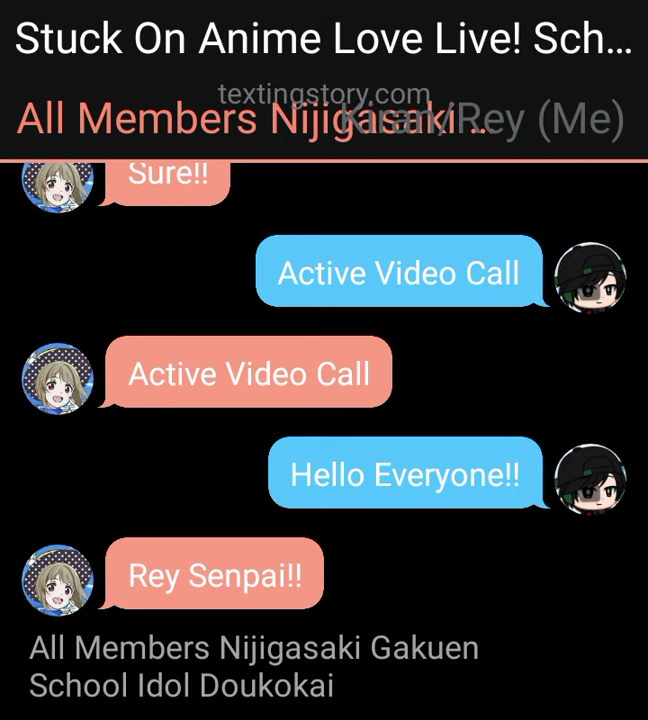 Stuck On Anime Love Live! Sch...
textingstory.com
All Members Nijigasaki ...
Kiran/Rey (Me)
Sure!!
Active Video Call
Active Video Call
Hello Everyone!!
Rey Senpai!!
All Members Nijigasaki Gakuen
School Idol Doukokai